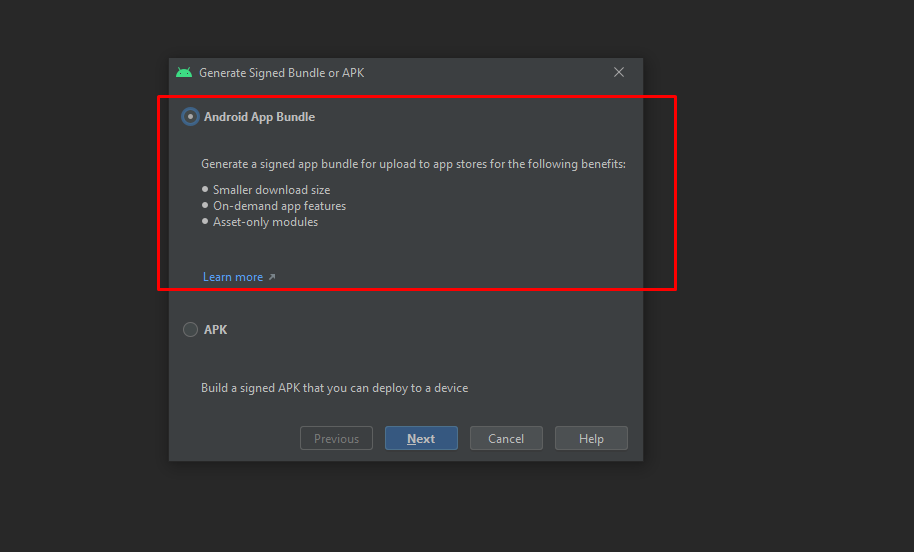 Generate Signed Bundle or APK
Android App Bundle
Generate a signed app bundle for upload to app stores for the following benefits:
Smaller download size
On-demand app features
Asset-only modules
Learn more
APK
Build a signed APK that you can deploy to a device
Previous Next Cancel Help